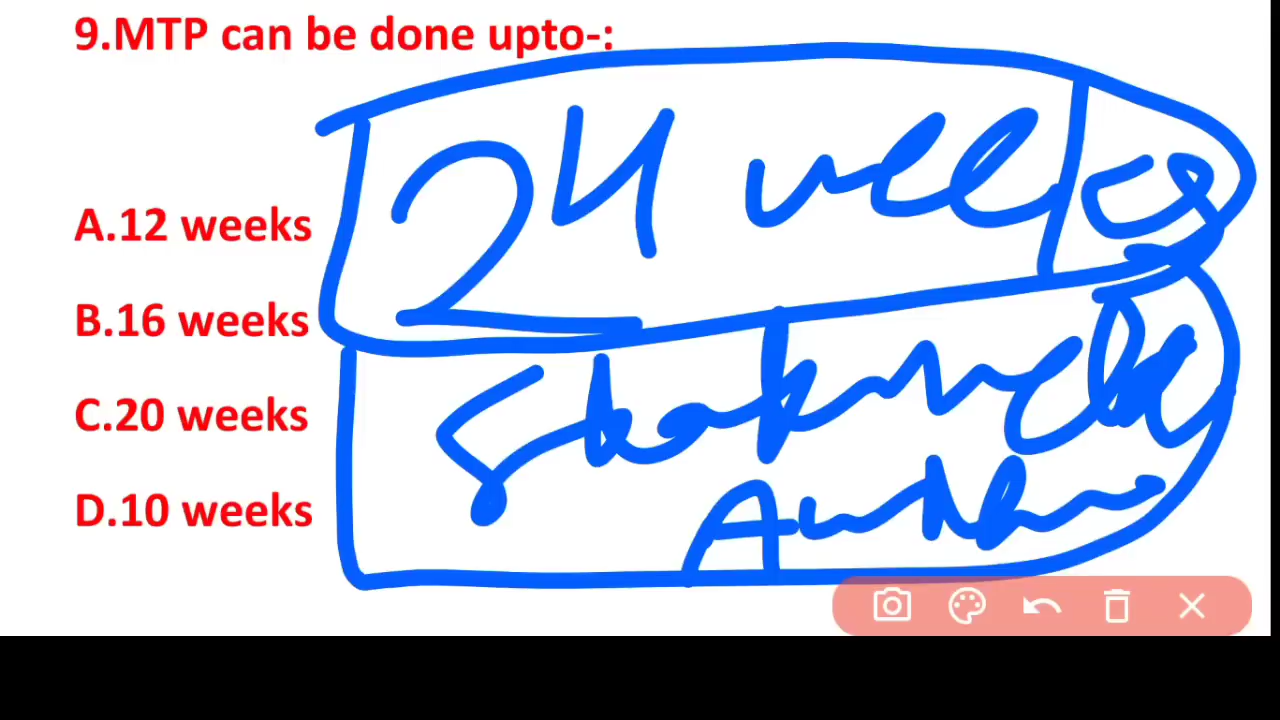 9.MTP can be done upto-:
24 weeks
A.12 weeks
B.16 weeks
C.20 weeks
D.10 weeks